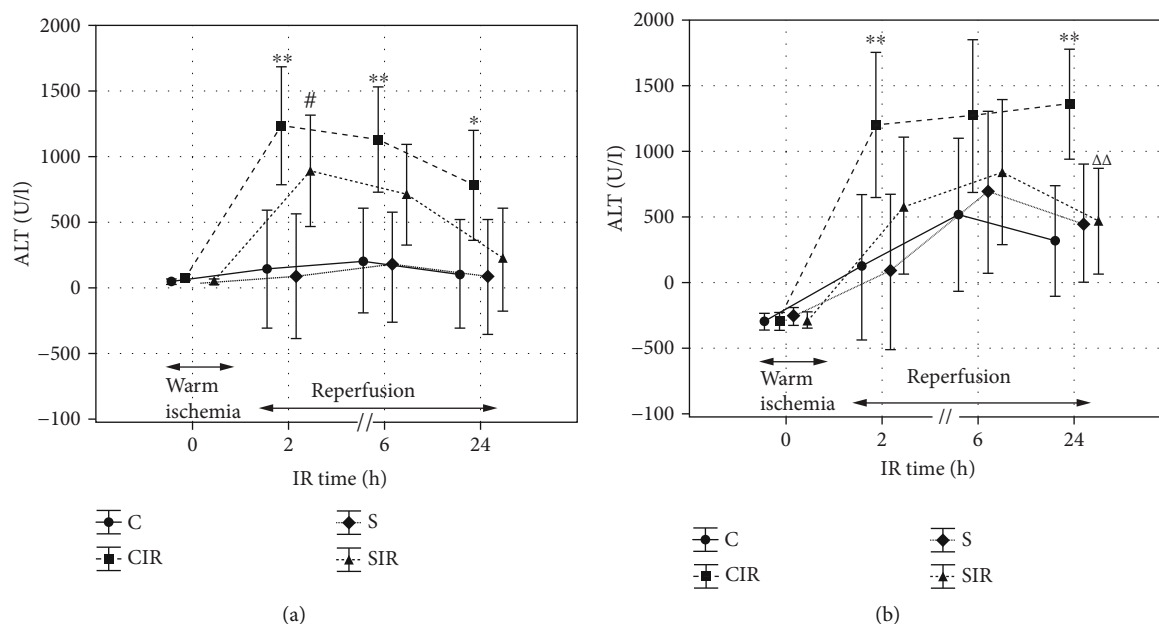 2000
1500
1000
500
0
−500
−100
ALT (U/I)
**
#
**
*
Warm
ischemia
Reperfusion
//
0
2
6
24
IR time (h)
C
CIR
S
SIR
(a)
2000
1500
1000
500
0
−500
−100
ALT (U/I)
**
**
ΔΔ
Warm
ischemia
Reperfusion
//
0
2
6
24
IR time (h)
C
CIR
S
SIR
(b)